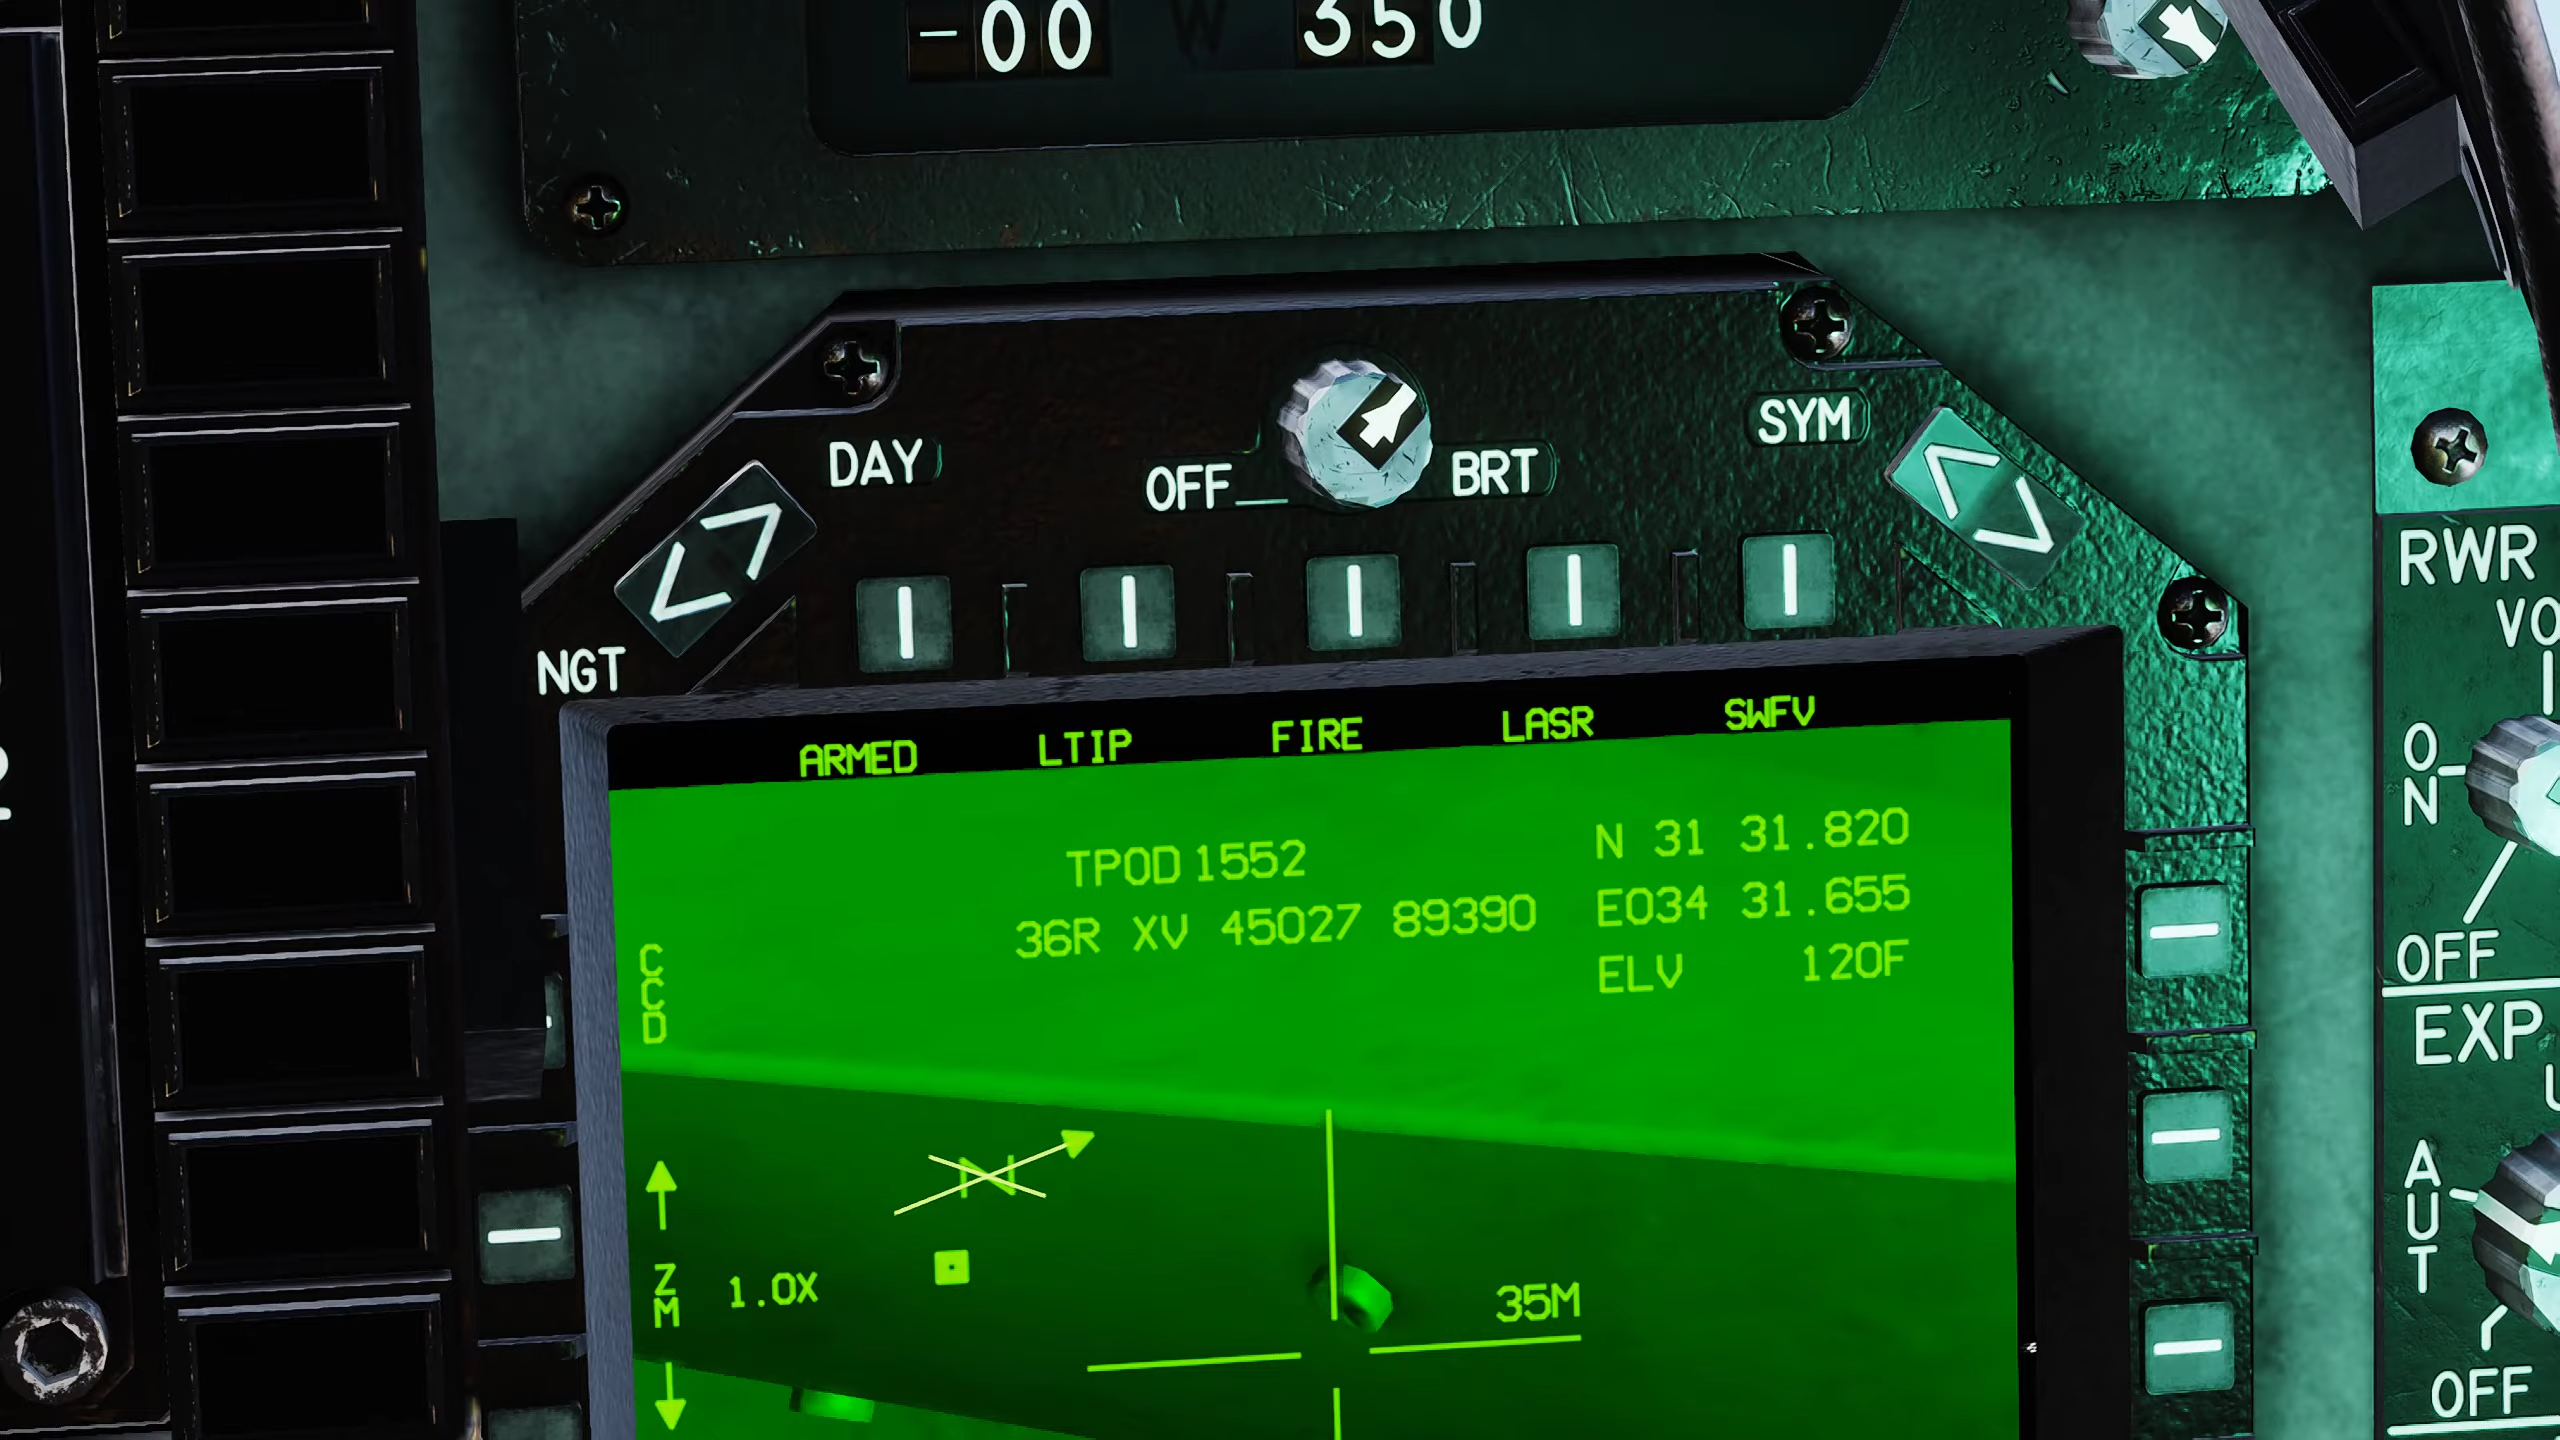 -00 W 350
DAY
OFF
BRT
SYM
NGT
ARMED LTIP FIRE LASR SWFV
TPOD 1552
36R XV 45027 89390
N 31 31.820
E034 31.655
ELV 120F
CCD
ZM
1.0X
N
35M
RWR
VO
ON
OFF
EXP
AUT
OFF